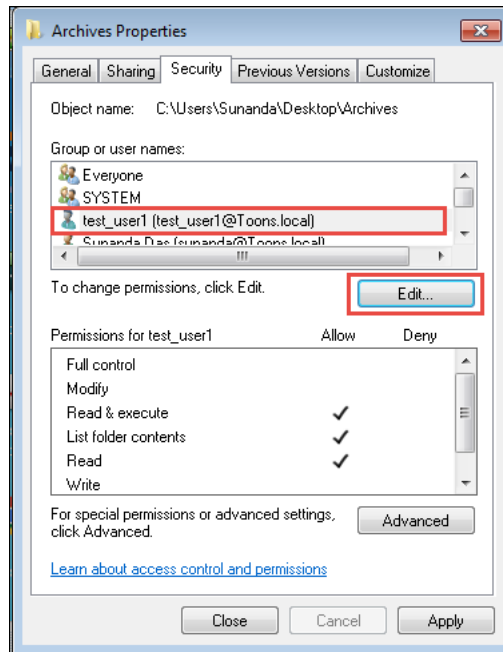 Archives Properties
General Sharing Security Previous Versions Customize
Object name: C:\Users\Sunanda\Desktop\Archives
Group or user names:
Everyone
SYSTEM
test_user1 (test_user1@Toons.local)
Sunanda Das (sunanda@Toons.local)
To change permissions, click Edit.
Edit...
Permissions for test_user1 Allow Deny
Full control
Modify
Read & execute
List folder contents
Read
Write
For special permissions or advanced settings,
click Advanced.
Advanced
Learn about access control and permissions
Close Cancel Apply